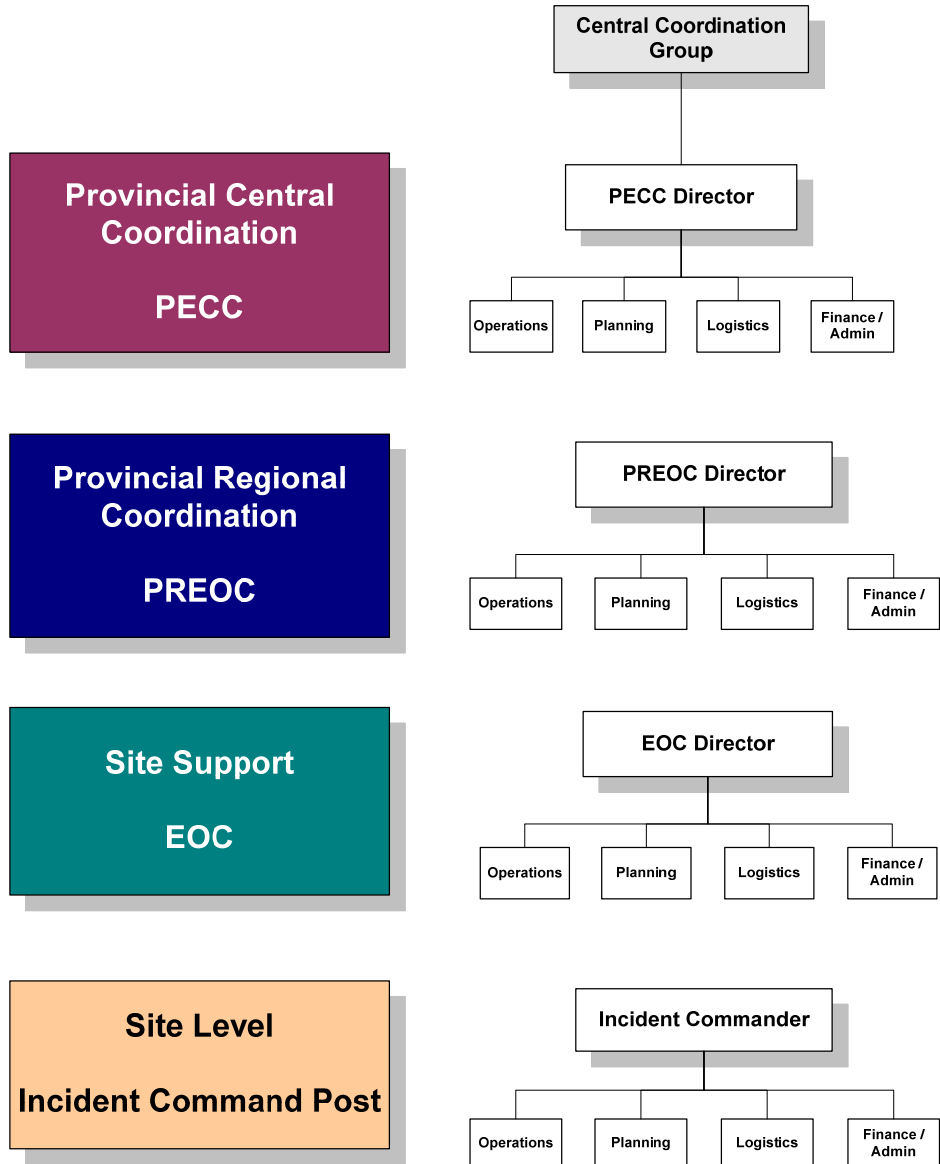 Central Coordination
Group
Provincial Central
Coordination
PECC
PECC Director
Operations
Planning
Logistics
Finance /
Admin
Provincial Regional
Coordination
PREOC
PREOC Director
Operations
Planning
Logistics
Finance /
Admin
Site Support
EOC
EOC Director
Operations
Planning
Logistics
Finance /
Admin
Site Level
Incident Command Post
Incident Commander
Operations
Planning
Logistics
Finance /
Admin